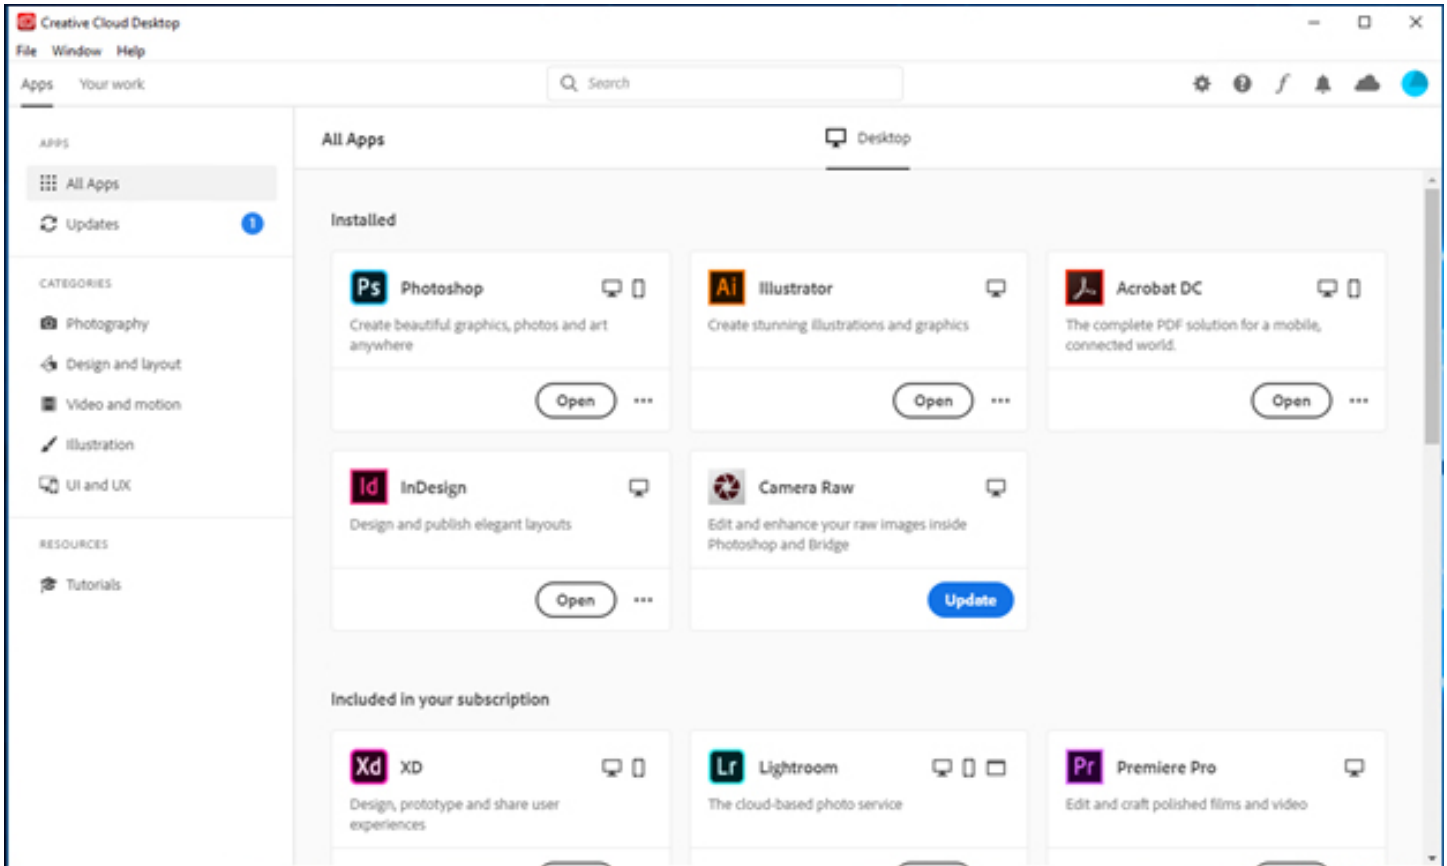 Creative Cloud Desktop
File Window Help
Apps Your work
Search
APPS
All Apps
Updates
1
CATEGORIES
Photography
Design and layout
Video and motion
Illustration
UI and UX
RESOURCES
Tutorials
All Apps
Desktop
Installed
Ps Photoshop
Create beautiful graphics, photos and art
anywhere
Open
Ai Illustrator
Create stunning illustrations and graphics
Open
Acrobat DC
The complete PDF solution for a mobile,
connected world.
Open
Id InDesign
Design and publish elegant layouts
Open
Camera Raw
Edit and enhance your raw images inside
Photoshop and Bridge
Update
Included in your subscription
Xd XD
Design, prototype and share user
experiences
Lr Lightroom
The cloud-based photo service
Pr Premiere Pro
Edit and craft polished films and video